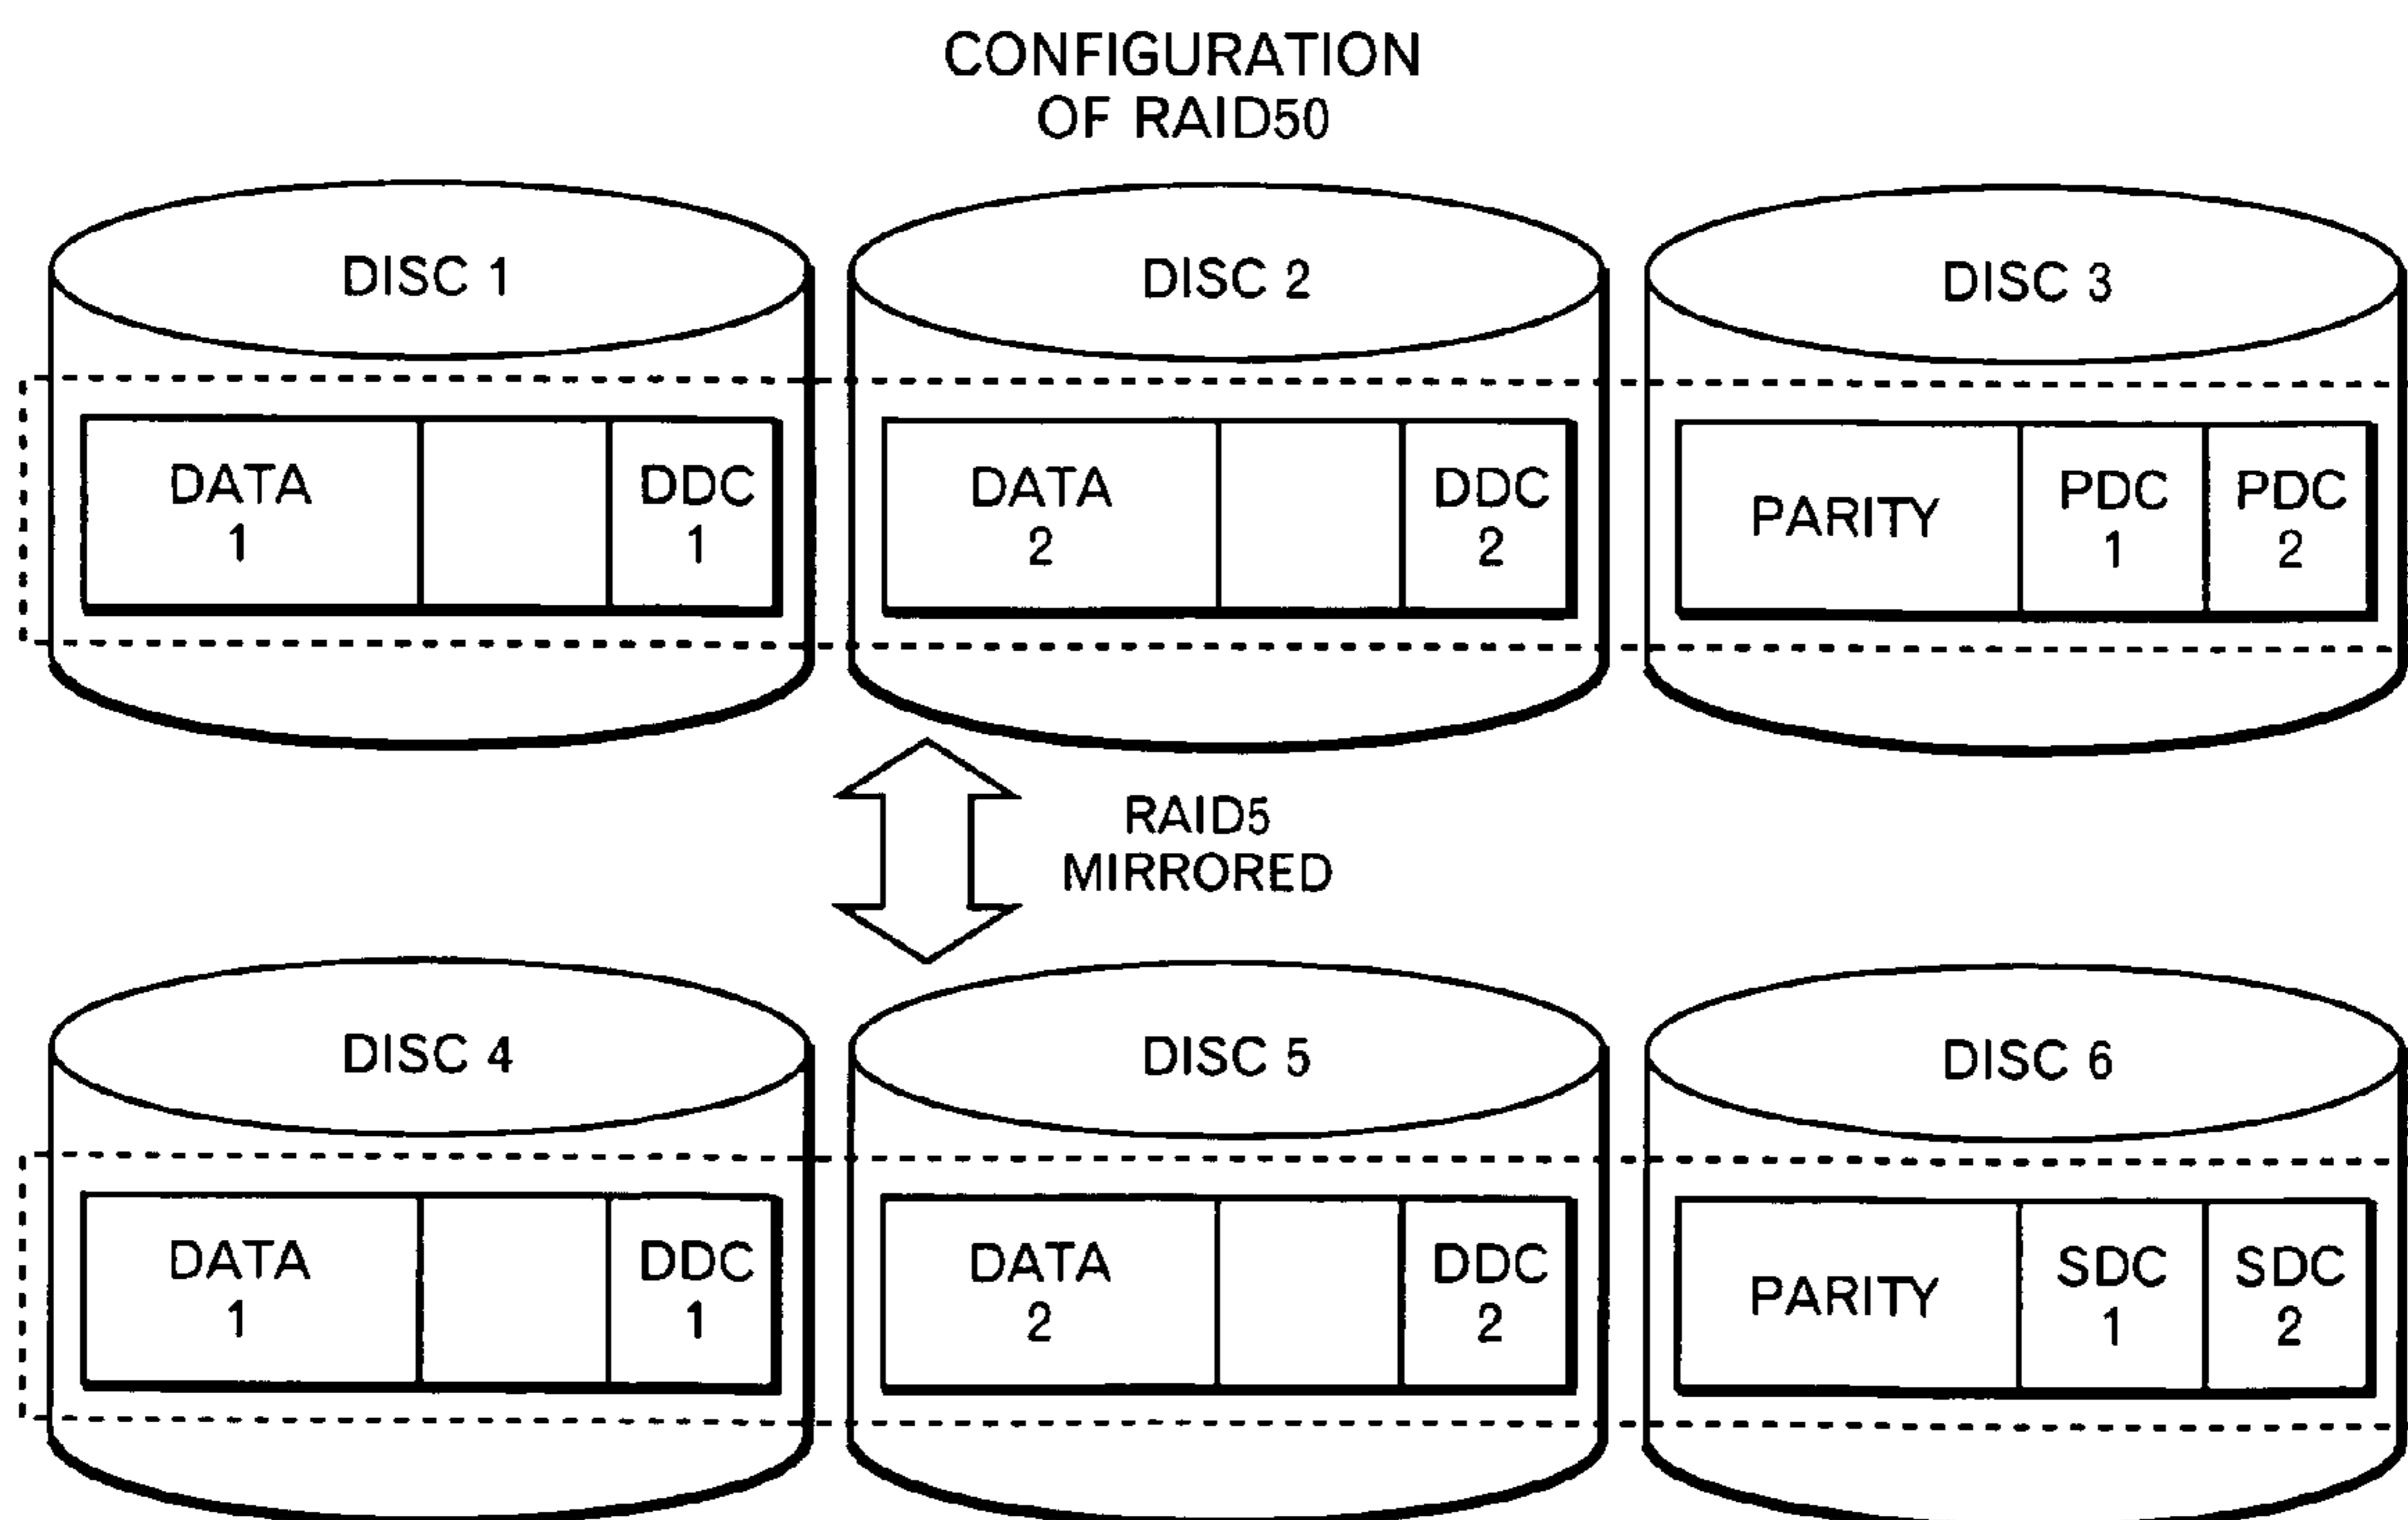 CONFIGURATION
OF RAID50
DISC 1
DISC 2
DISC 3
DATA
1
DDC
1
DATA
2
DDC
2
PARITY
PDC
1
PDC
2
RAID5
MIRRORED
DISC 4
DISC 5
DISC 6
DATA
1
DDC
1
DATA
2
DDC
2
PARITY
SDC
1
SDC
2